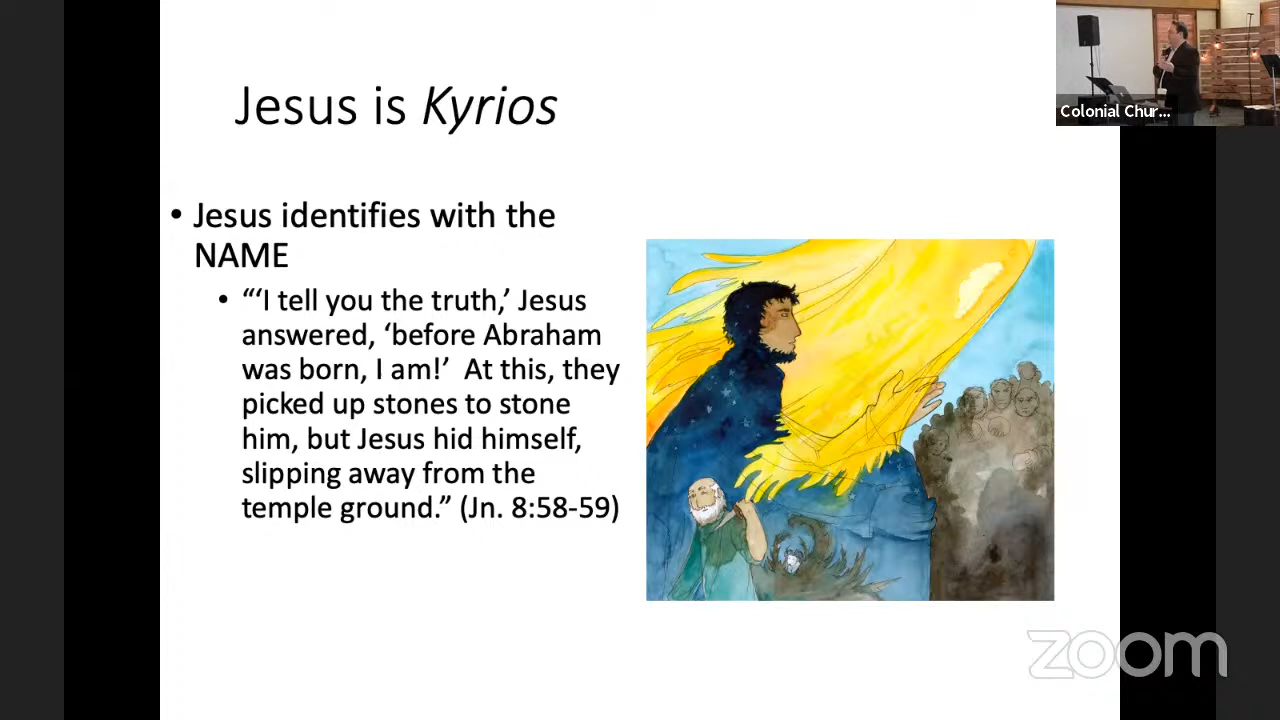 Jesus is Kyrios
• Jesus identifies with the
NAME
• “‘I tell you the truth,’ Jesus
answered, ‘before Abraham
was born, I am!’  At this, they
picked up stones to stone
him, but Jesus hid himself,
slipping away from the
temple ground.” (Jn. 8:58-59)
Colonial Chur...
zoom